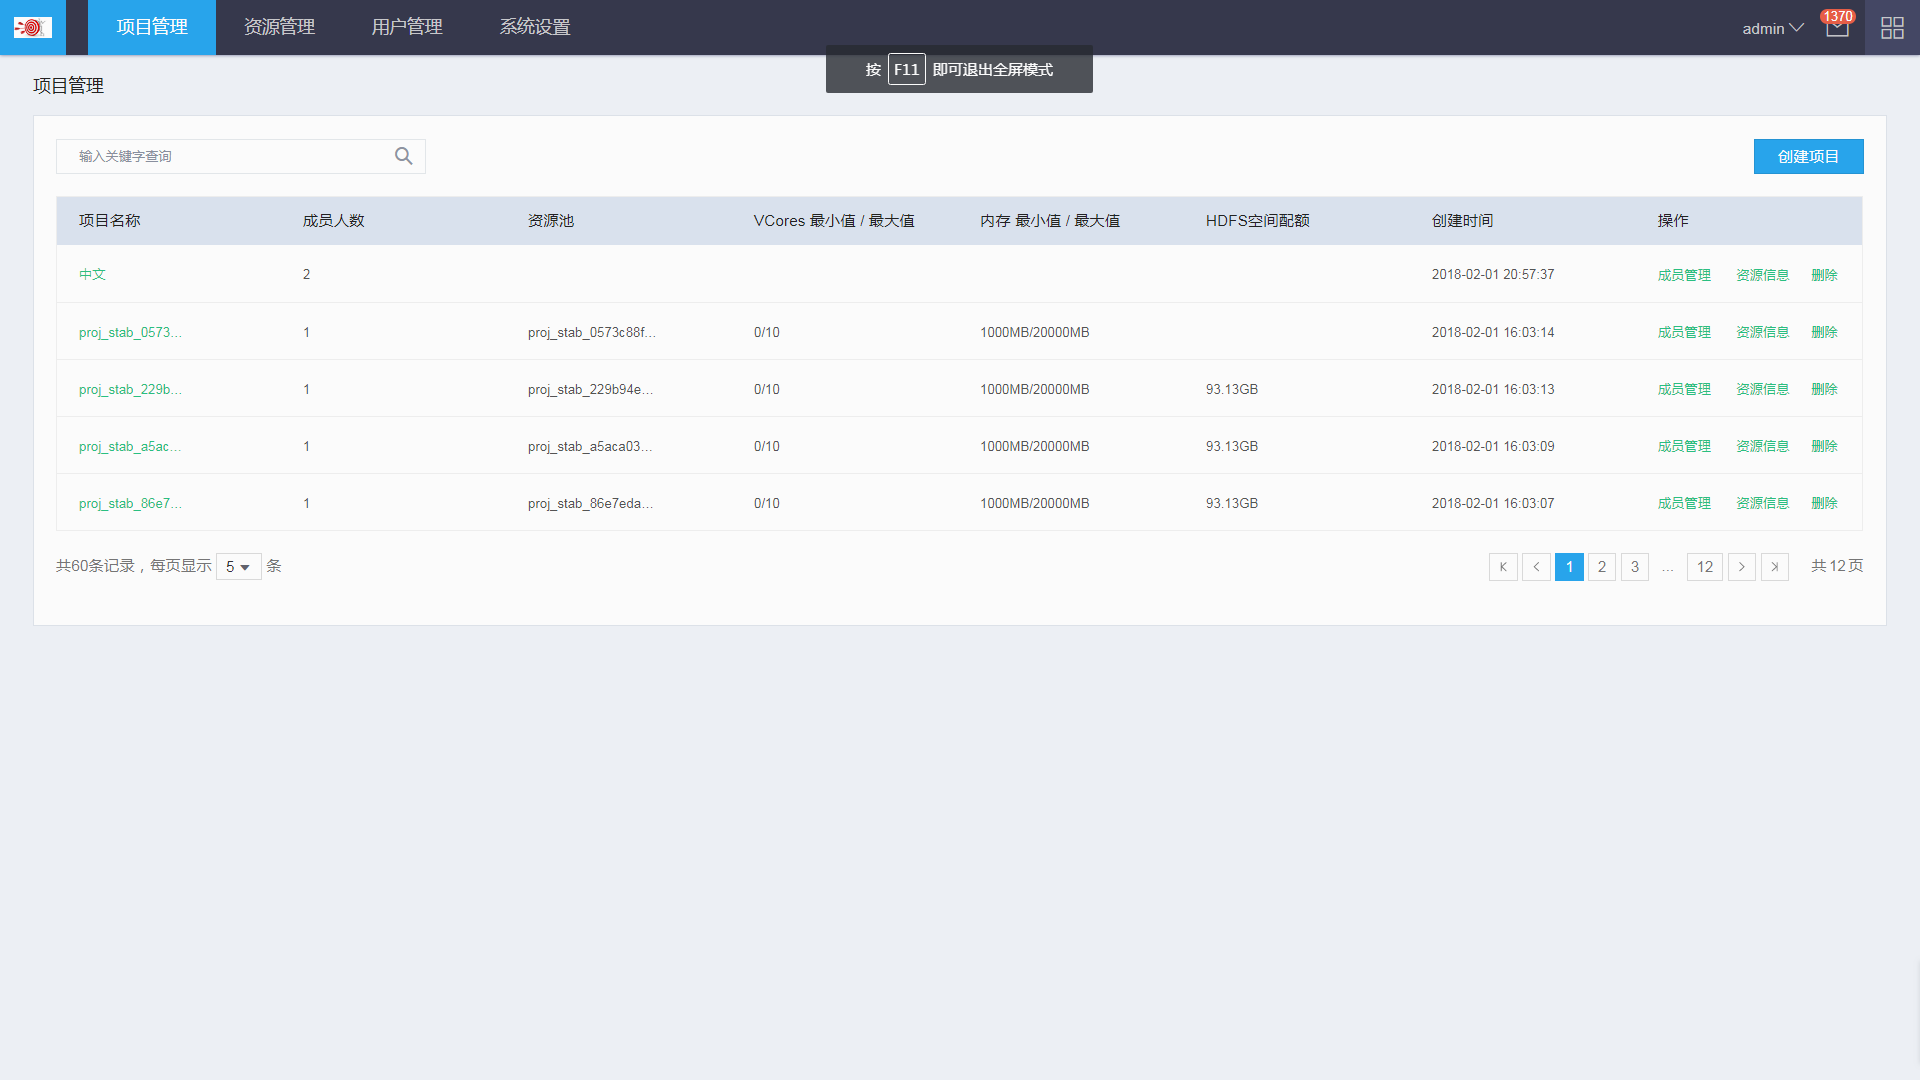 项目管理 资源管理 用户管理 系统设置 admin 1370
按 F11 即可退出全屏模式
项目管理
输入关键字查询 创建项目
项目名称 成员人数 资源池 VCores 最小值 / 最大值 内存 最小值 / 最大值 HDFS空间配额 创建时间 操作
中文 2 2018-02-01 20:57:37 成员管理 资源信息 删除
proj_stab_0573... 1 proj_stab_0573c88f... 0/10 1000MB/20000MB 2018-02-01 16:03:14 成员管理 资源信息 删除
proj_stab_229b... 1 proj_stab_229b94e... 0/10 1000MB/20000MB 93.13GB 2018-02-01 16:03:13 成员管理 资源信息 删除
proj_stab_a5ac... 1 proj_stab_a5aca03... 0/10 1000MB/20000MB 93.13GB 2018-02-01 16:03:09 成员管理 资源信息 删除
proj_stab_86e7... 1 proj_stab_86e7eda... 0/10 1000MB/20000MB 93.13GB 2018-02-01 16:03:07 成员管理 资源信息 删除
共60条记录，每页显示 5 条 1 2 3 ... 12 共12页